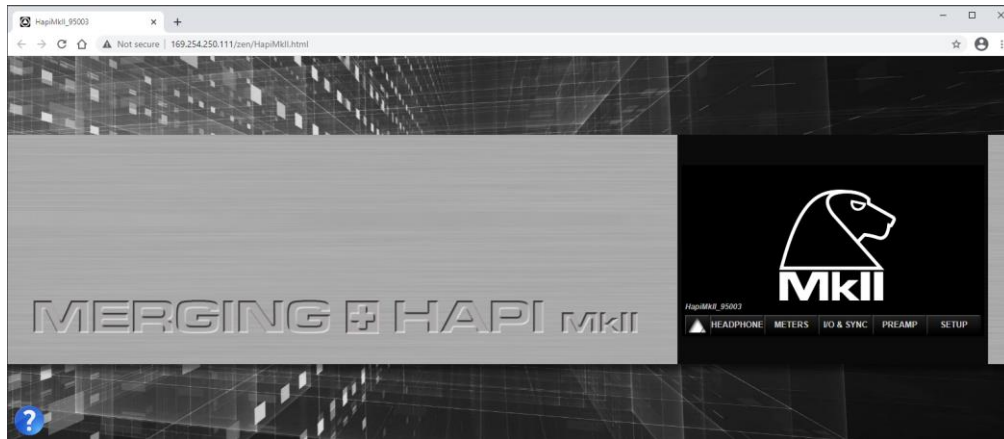 HapiMkII_95003
Not secure | 169.254.250.111/zen/HapiMkII.html
MERGING HAPI MkII
MkII
HapiMkII_95003
HEADPHONE METERS I/O & SYNC PREAMP SETUP
?